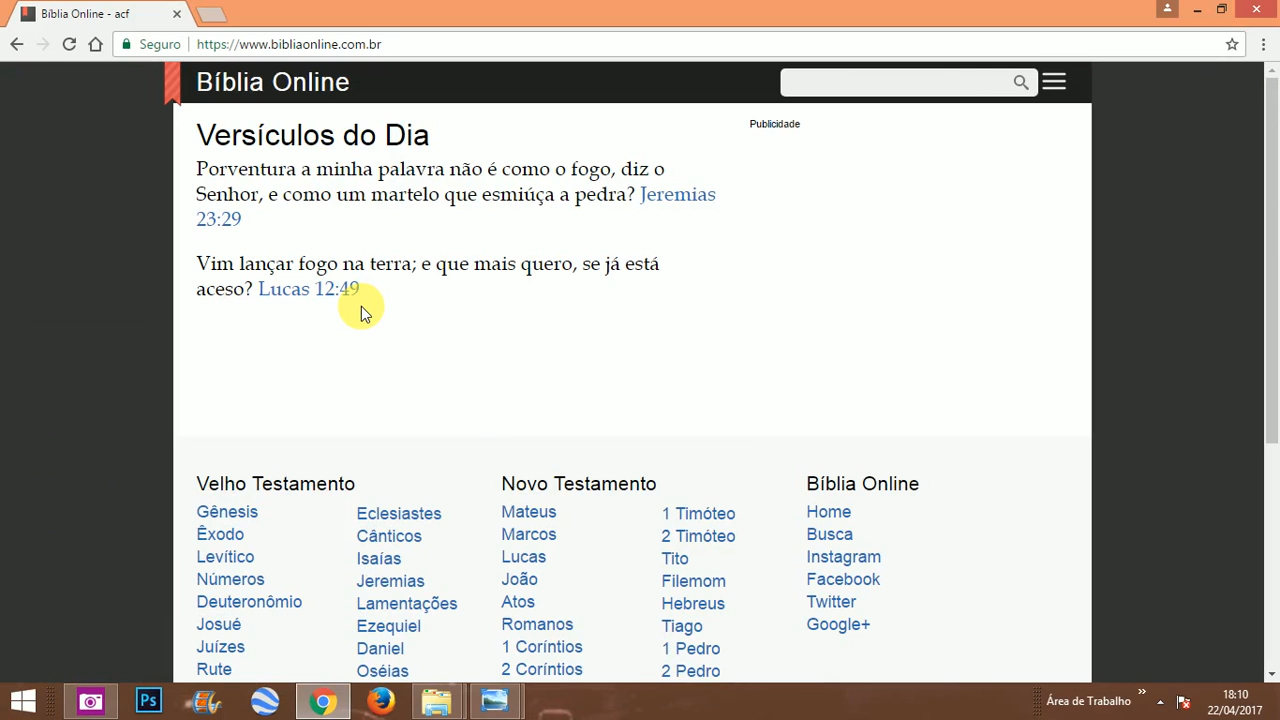 Bíblia Online - acf
Seguro
https://www.bibliaonline.com.br
Bíblia Online
Versículos do Dia
Publicidade
Porventura a minha palavra não é como o fogo, diz o
Senhor, e como um martelo que esmiúça a pedra? Jeremias
23:29
Vim lançar fogo na terra; e que mais quero, se já está
aceso? Lucas 12:49
Velho Testamento
Gênesis
Êxodo
Levítico
Números
Deuteronômio
Josué
Juízes
Rute
Eclesiastes
Cânticos
Isaías
Jeremias
Lamentações
Ezequiel
Daniel
Oséias
Novo Testamento
Mateus
Marcos
Lucas
João
Atos
Romanos
1 Coríntios
2 Coríntios
1 Timóteo
2 Timóteo
Tito
Filemom
Hebreus
Tiago
1 Pedro
2 Pedro
Bíblia Online
Home
Busca
Instagram
Facebook
Twitter
Google+
Ps
Área de Trabalho
18:10
22/04/2017